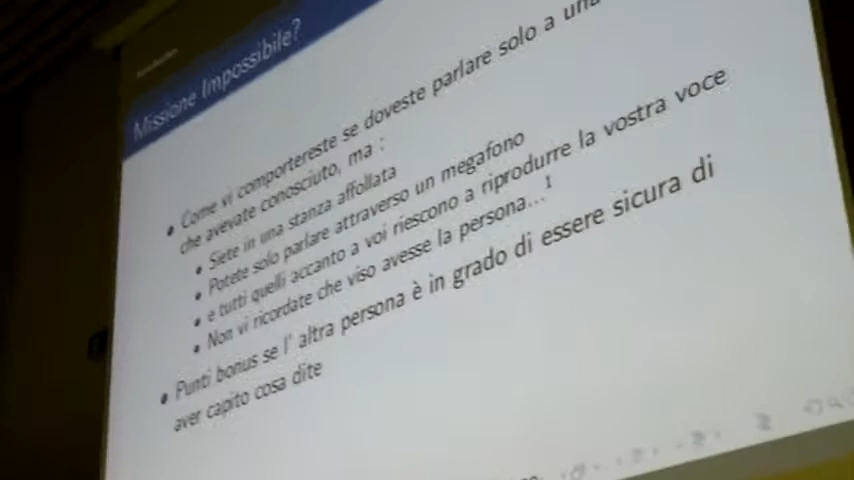 Missione Impossibile?
Come vi comportereste se doveste parlare solo a una
che avevate conosciuto, ma :
Siete in una stanza affollata
Potete solo parlare attraverso un megafono
e tutti quelli accanto a voi riescono a riprodurre la vostra voce
Non vi ricordate che viso avesse la persona...1
Punti bonus se l' altra persona è in grado di essere sicura di
aver capito cosa dite